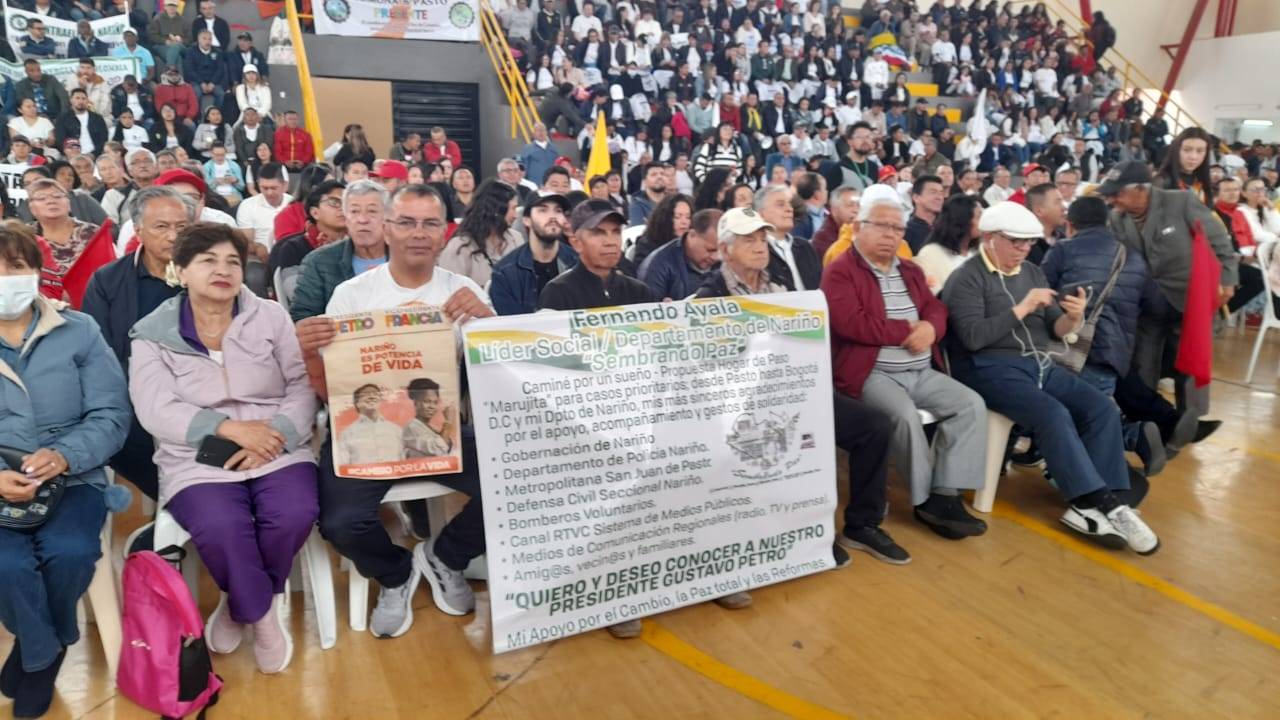 PASTO
PRESENTE
NARIÑO
PRESIDENTE
PETRO
VICEPRESIDENTA
FRANCIA
NARIÑO
ES POTENCIA
DE VIDA
#CAMBIO POR LA VIDA
¡Fernando Ayala
Líder Social / Departamento de Nariño
"Sembrando Paz"
Caminé por un sueño - Propuesta Hogar de Paso
"Marujita" para casos prioritarios; desde Pasto hasta Bogotá
D.C y mi Dpto de Nariño, mis más sinceros agradecimientos
por el apoyo, acompañamiento y gestos de solidaridad:
• Gobernación de Nariño
• Departamento de Policía Nariño.
• Metropolitana San Juan de Pasto
• Defensa Civil Seccional Nariño.
• Bomberos Voluntarios.
• Canal RTVC Sistema de Medios Públicos.
• Medios de Comunicación Regionales (radio, TV y prensa).
• Amig@s, vecin@s y familiares.
"QUIERO Y DESEO CONOCER A NUESTRO
PRESIDENTE GUSTAVO PETRO"
Mi Apoyo por el Cambio, la Paz total y las Reformas.